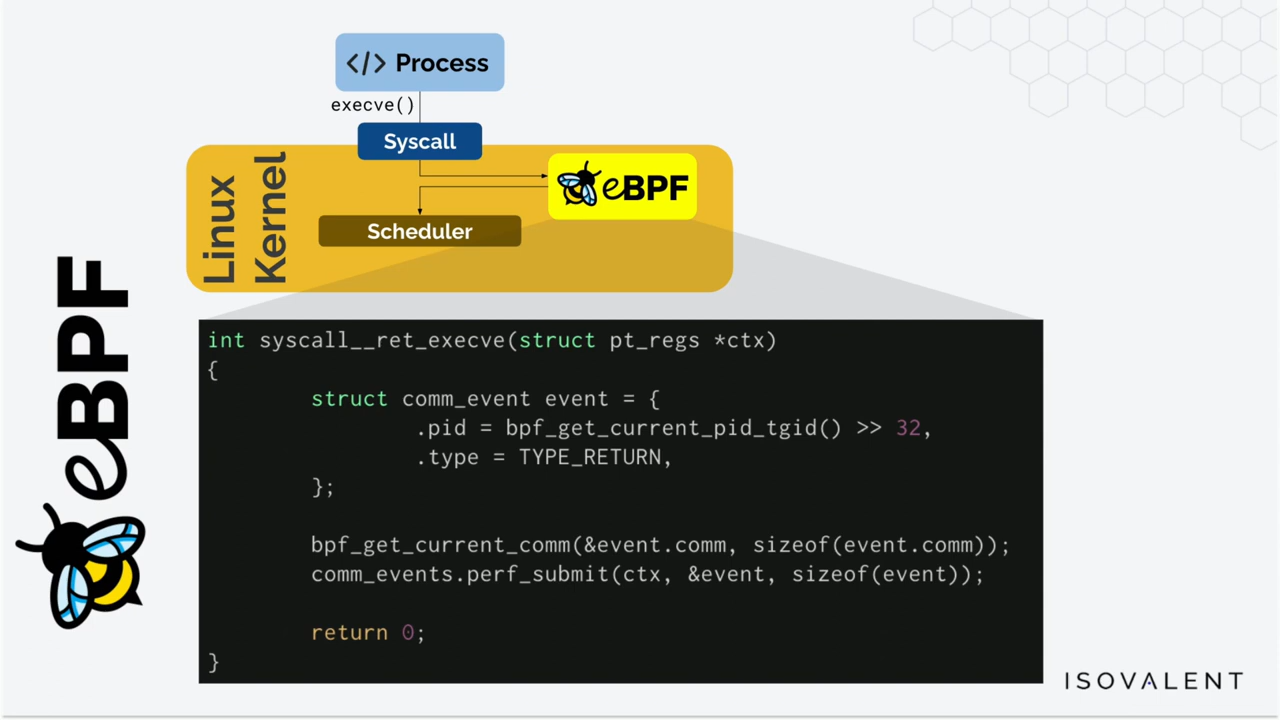 </> Process
execve()
Syscall
Linux
Kernel
eBPF
Scheduler
eBPF
int syscall__ret_execve(struct pt_regs *ctx)
{
        struct comm_event event = {
                .pid = bpf_get_current_pid_tgid() >> 32,
                .type = TYPE_RETURN,
        };

        bpf_get_current_comm(&event.comm, sizeof(event.comm));
        comm_events.perf_submit(ctx, &event, sizeof(event));

        return 0;
}
ISOVALENT